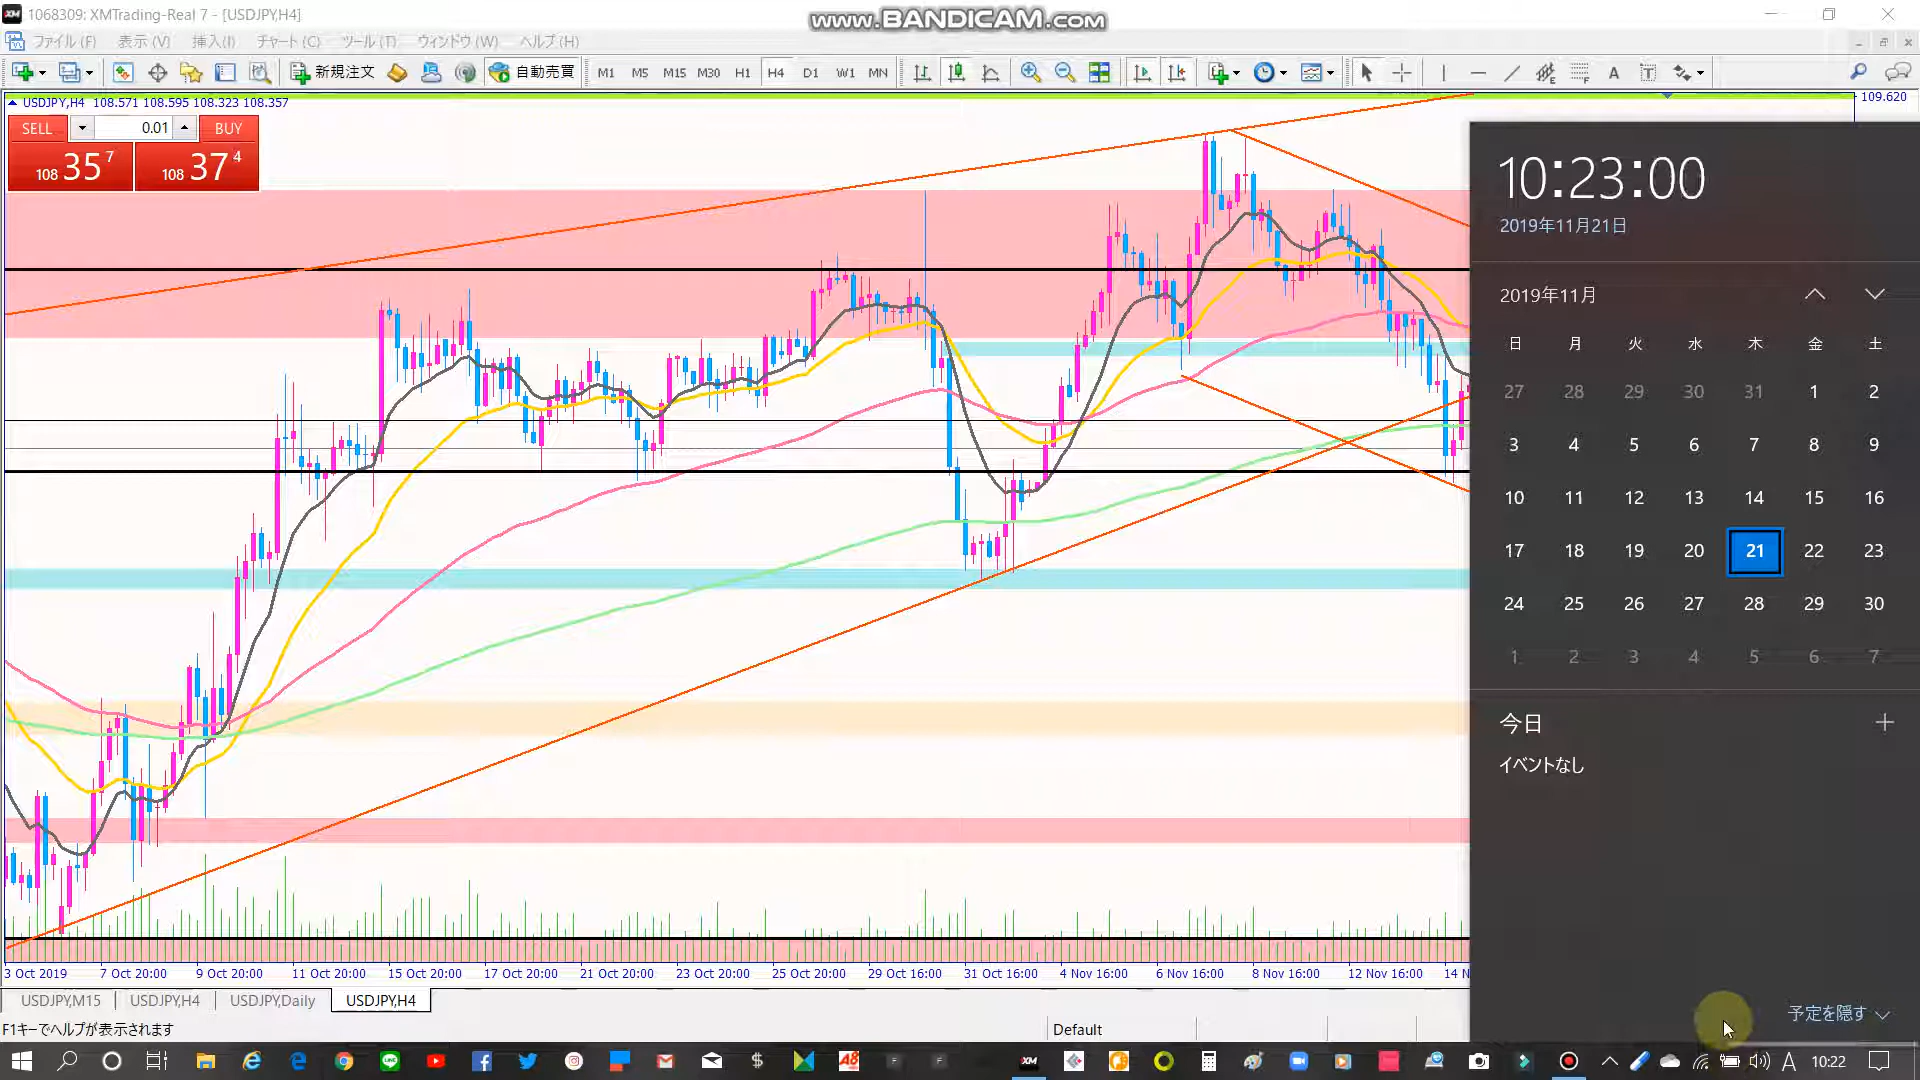 1068309: XMTrading-Real 7 - [USDJPY,H4]
www.BANDICAM.com
ファイル (F) 表示 (V) 挿入(I) チャート (C) ツール (T) ウィンドウ (W) ヘルプ (H)
新規注文 自動売買 M1 M5 M15 M30 H1 H4 D1 W1 MN
USDJPY,H4 108.571 108.595 108.323 108.357
109.620
SELL 0.01 BUY
108 35 7 108 37 4
10:23:00
2019年11月21日
2019年11月
日 月 火 水 木 金 土
27 28 29 30 31 1 2
3 4 5 6 7 8 9
10 11 12 13 14 15 16
17 18 19 20 21 22 23
24 25 26 27 28 29 30
1 2 3 4 5 6 7
今日
イベントなし
予定を隠す
3 Oct 2019 7 Oct 20:00 9 Oct 20:00 11 Oct 20:00 15 Oct 20:00 17 Oct 20:00 21 Oct 20:00 23 Oct 20:00 25 Oct 20:00 29 Oct 16:00 31 Oct 16:00 4 Nov 16:00 6 Nov 16:00 8 Nov 16:00 12 Nov 16:00 14 N
USDJPY,M15 USDJPY,H4 USDJPY,Daily USDJPY,H4
F1キーでヘルプが表示されます
Default
A 10:22